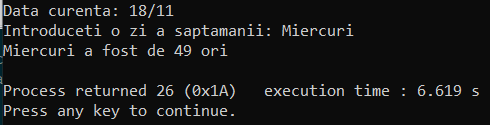 Data curenta: 18/11
Introduceti o zi a saptamanii: Miercuri
Miercuri a fost de 49 ori
Process returned 26 (0x1A)   execution time : 6.619 s
Press any key to continue.